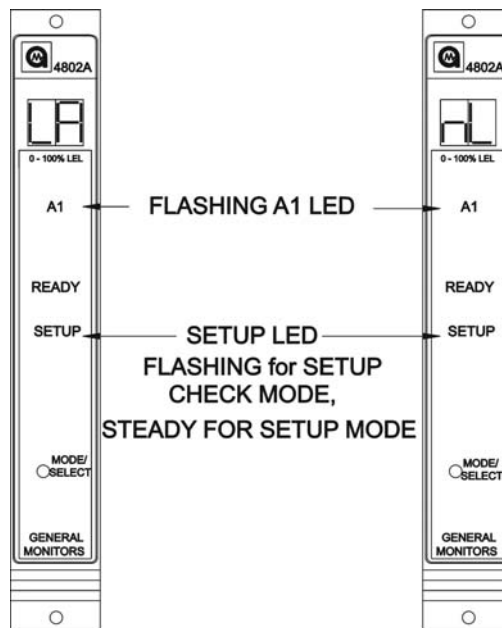 4802A
LA
0 - 100% LEL
A1
READY
SETUP
MODE/
SELECT
GENERAL
MONITORS
FLASHING A1 LED
SETUP LED
FLASHING for SETUP
CHECK MODE,
STEADY FOR SETUP MODE
4802A
nL
0 - 100% LEL
A1
READY
SETUP
MODE/
SELECT
GENERAL
MONITORS